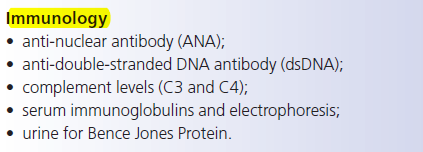 Immunology
• anti-nuclear antibody (ANA);
• anti-double-stranded DNA antibody (dsDNA);
• complement levels (C3 and C4);
• serum immunoglobulins and electrophoresis;
• urine for Bence Jones Protein.